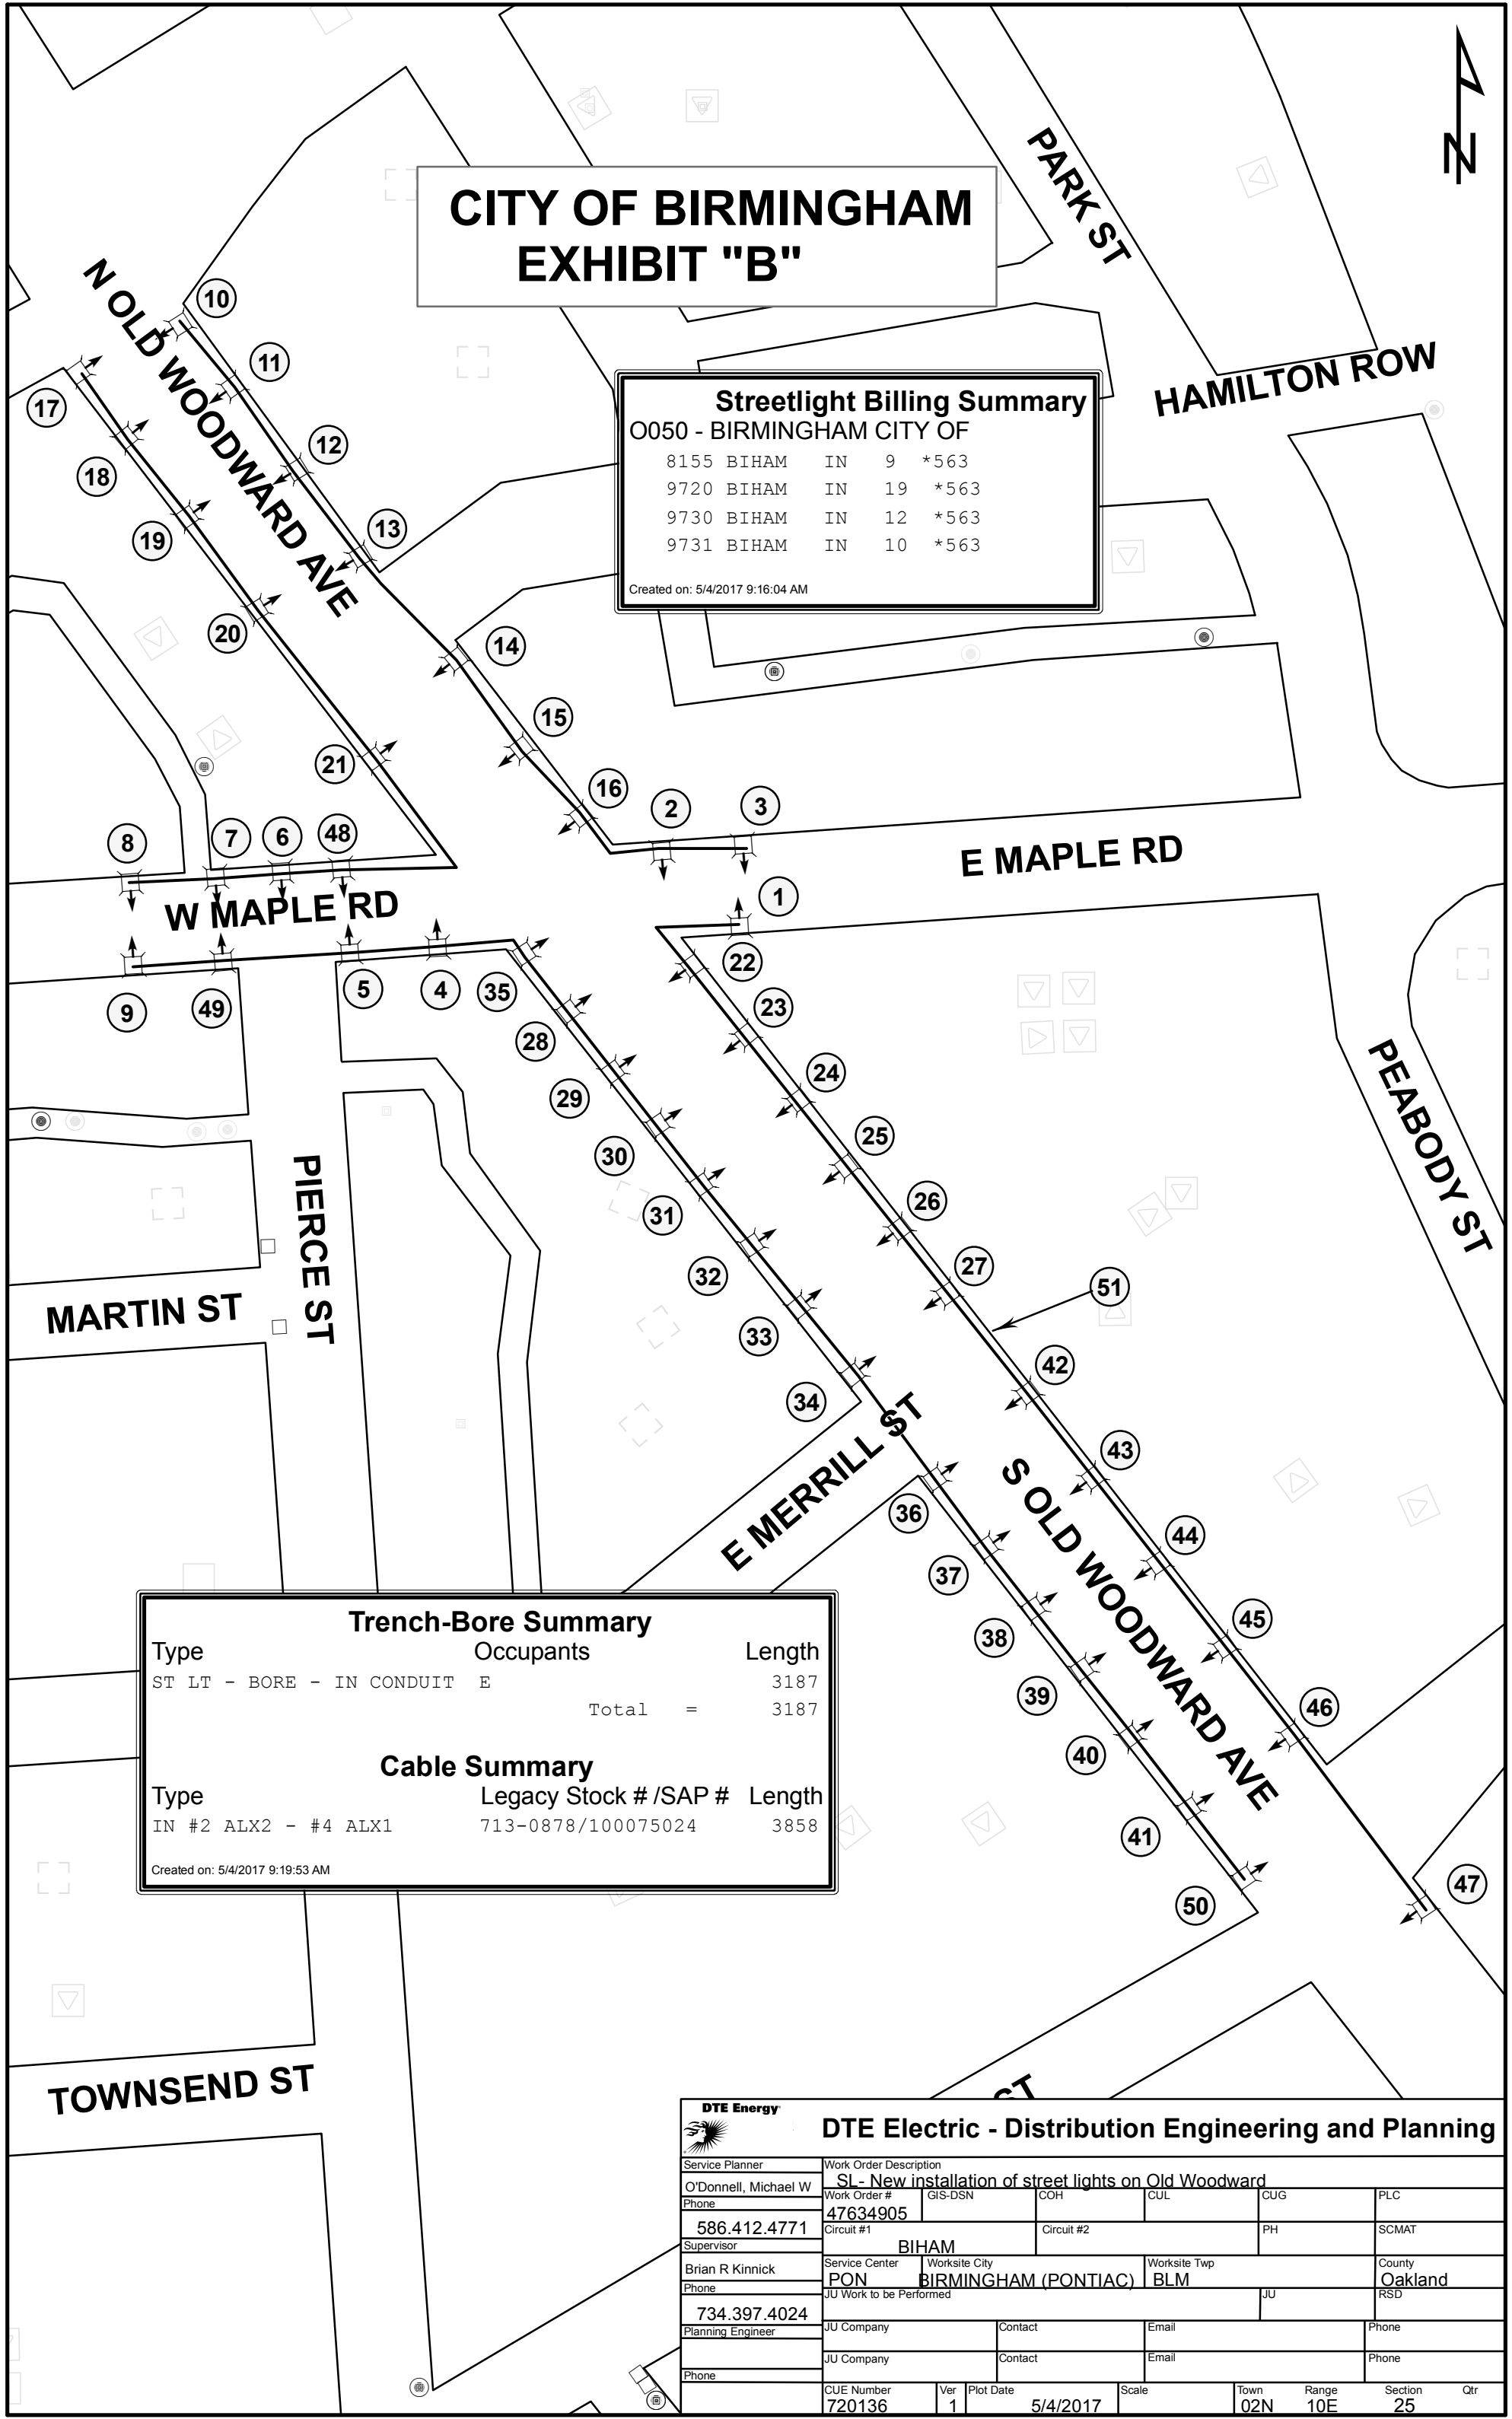 CITY OF BIRMINGHAM
EXHIBIT "B"
N
PARK ST
HAMILTON ROW
N OLD WOODWARD AVE
10
11
12
13
14
15
16
17
18
19
20
21
Streetlight Billing Summary
O050 - BIRMINGHAM CITY OF
8155 BIHAM IN 9 *563
9720 BIHAM IN 19 *563
9730 BIHAM IN 12 *563
9731 BIHAM IN 10 *563
Created on: 5/4/2017 9:16:04 AM
2
3
8
7
6
48
E MAPLE RD
W MAPLE RD
1
9
49
5
4
35
22
23
24
25
26
27
51
28
29
30
31
32
33
34
PEABODY ST
PIERCE ST
MARTIN ST
E MERRILL ST
S OLD WOODWARD AVE
42
43
44
45
46
47
36
37
38
39
40
41
50
Trench-Bore Summary
Type Occupants Length
ST LT - BORE - IN CONDUIT E 3187
Total = 3187
Cable Summary
Type Legacy Stock # /SAP # Length
IN #2 ALX2 - #4 ALX1 713-0878/100075024 3858
Created on: 5/4/2017 9:19:53 AM
TOWNSEND ST
ST
DTE Energy
DTE Electric - Distribution Engineering and Planning
Service Planner
O'Donnell, Michael W
Phone
586.412.4771
Supervisor
Brian R Kinnick
Phone
734.397.4024
Planning Engineer
Phone
Work Order Description
SL- New installation of street lights on Old Woodward
Work Order # GIS-DSN COH CUL CUG PLC
47634905
Circuit #1 Circuit #2 PH SCMAT
BIHAM
Service Center Worksite City Worksite Twp County
PON BIRMINGHAM (PONTIAC) BLM Oakland
JU Work to be Performed JU RSD
JU Company Contact Email Phone
JU Company Contact Email Phone
CUE Number Ver Plot Date Scale Town Range Section Qtr
720136 1 5/4/2017 02N 10E 25